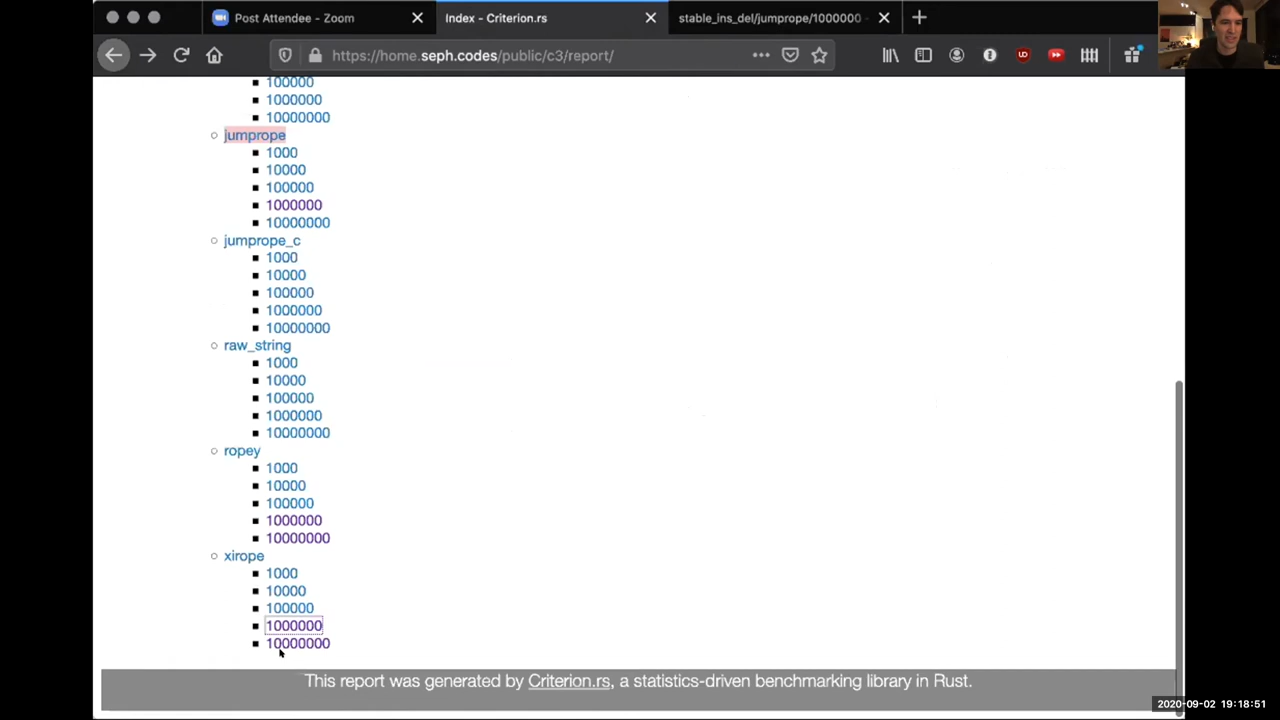 Post Attendee - Zoom
Index - Criterion.rs
stable_ins_del/jumprope/1000000
https://home.seph.codes/public/c3/report/
100000
1000000
10000000
jumprope
1000
10000
100000
1000000
10000000
jumprope_c
1000
10000
100000
1000000
10000000
raw_string
1000
10000
100000
1000000
10000000
ropey
1000
10000
100000
1000000
10000000
xirope
1000
10000
100000
1000000
10000000
This report was generated by Criterion.rs, a statistics-driven benchmarking library in Rust.
2020-09-02 19:18:51